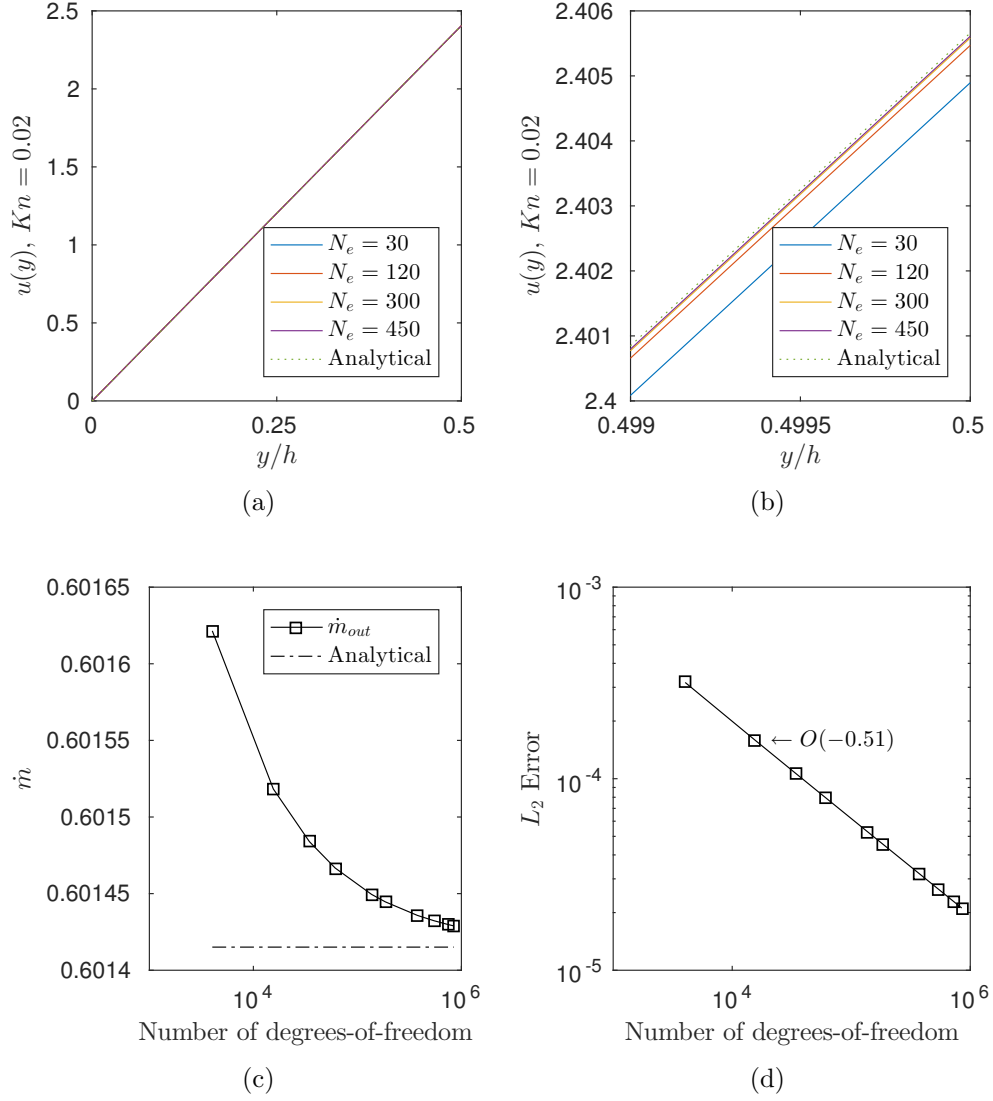 2.5
2
1.5
1
0.5
0
0
0.25
0.5
u(y), Kn = 0.02
y/h
N_e = 30
N_e = 120
N_e = 300
N_e = 450
Analytical
(a)
2.406
2.405
2.404
2.403
2.402
2.401
2.4
0.499
0.4995
0.5
u(y), Kn = 0.02
y/h
N_e = 30
N_e = 120
N_e = 300
N_e = 450
Analytical
(b)
0.60165
0.6016
0.60155
0.6015
0.60145
0.6014
10^4
10^6
ṁ
Number of degrees-of-freedom
ṁ_out
Analytical
(c)
10^-3
10^-4
10^-5
10^4
10^6
L_2 Error
← O(−0.51)
Number of degrees-of-freedom
(d)